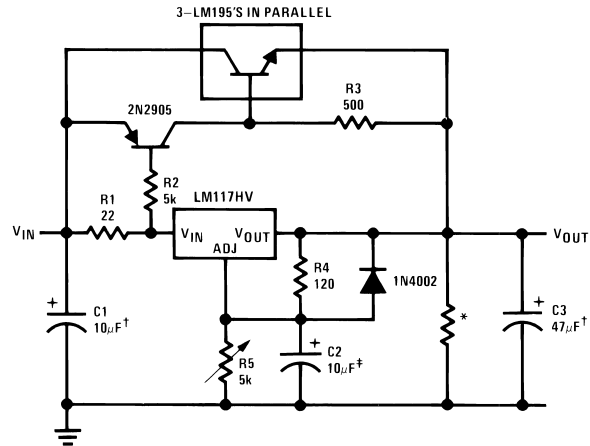 3–LM195'S IN PARALLEL
R3
500
2N2905
R2
5k
LM117HV
R1
22
VIN
VIN
VOUT
ADJ
VOUT
R4
120
1N4002
+
C1
10μF†
*
+
C3
47μF†
R5
5k
+
C2
10μF‡